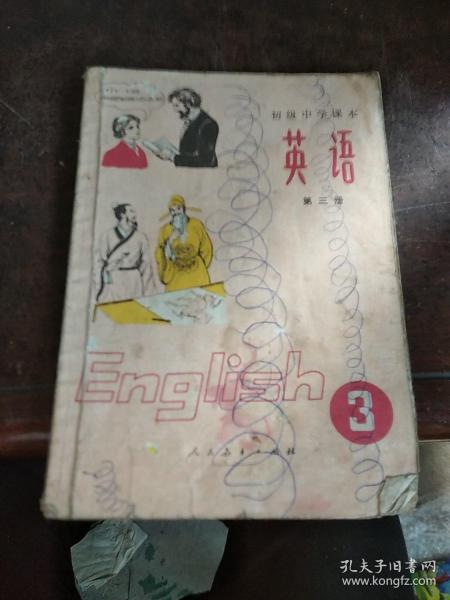 初级中学课本
英语
第三册
English
3
人民教育出版社
孔夫子旧书网
www.kongfz.com